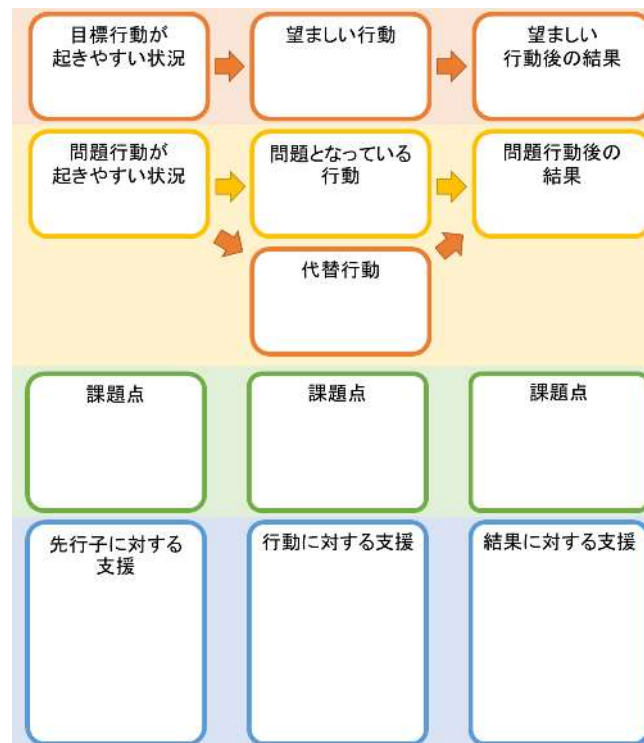 目標行動が
起きやすい状況
望ましい行動
望ましい
行動後の結果
問題行動が
起きやすい状況
問題となっている
行動
問題行動後の
結果
代替行動
課題点
課題点
課題点
先行子に対する
支援
行動に対する支援
結果に対する支援